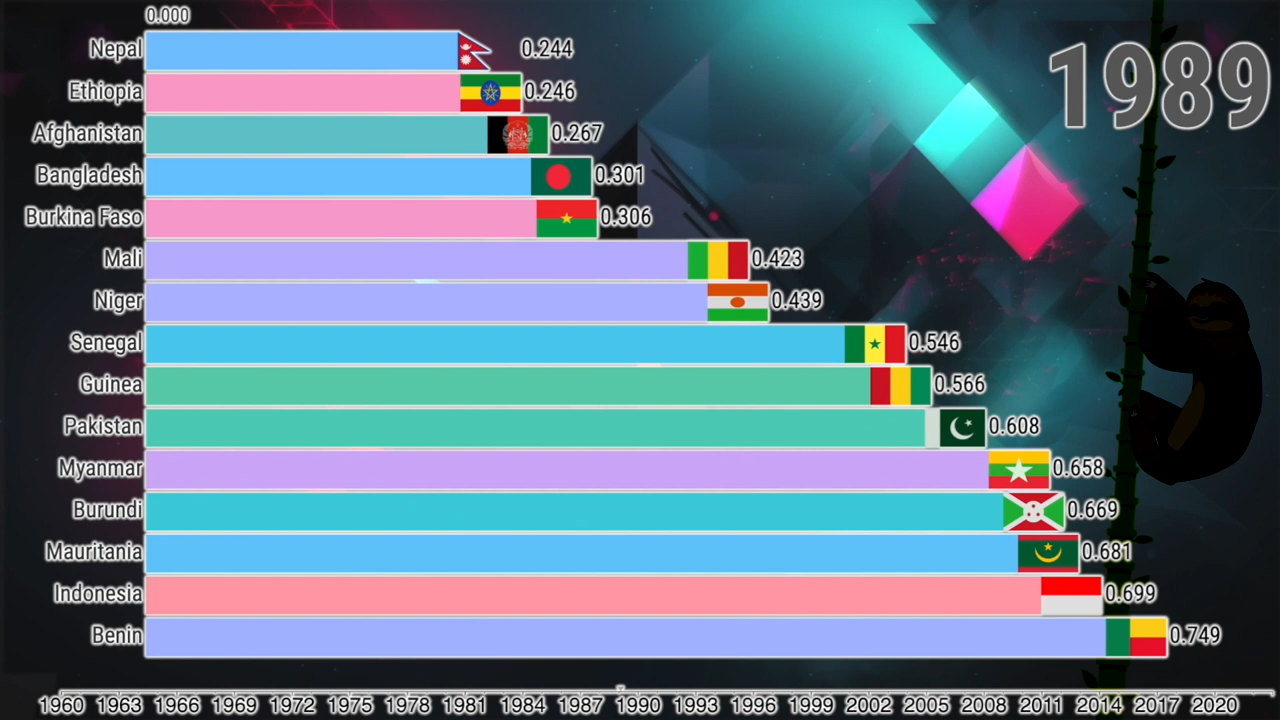 0.000
1989
Nepal 0.244
Ethiopia 0.246
Afghanistan 0.267
Bangladesh 0.301
Burkina Faso 0.306
Mali 0.423
Niger 0.439
Senegal 0.546
Guinea 0.566
Pakistan 0.608
Myanmar 0.658
Burundi 0.669
Mauritania 0.681
Indonesia 0.699
Benin 0.749
1960 1963 1966 1969 1972 1975 1978 1981 1984 1987 1990 1993 1996 1999 2002 2005 2008 2011 2014 2017 2020